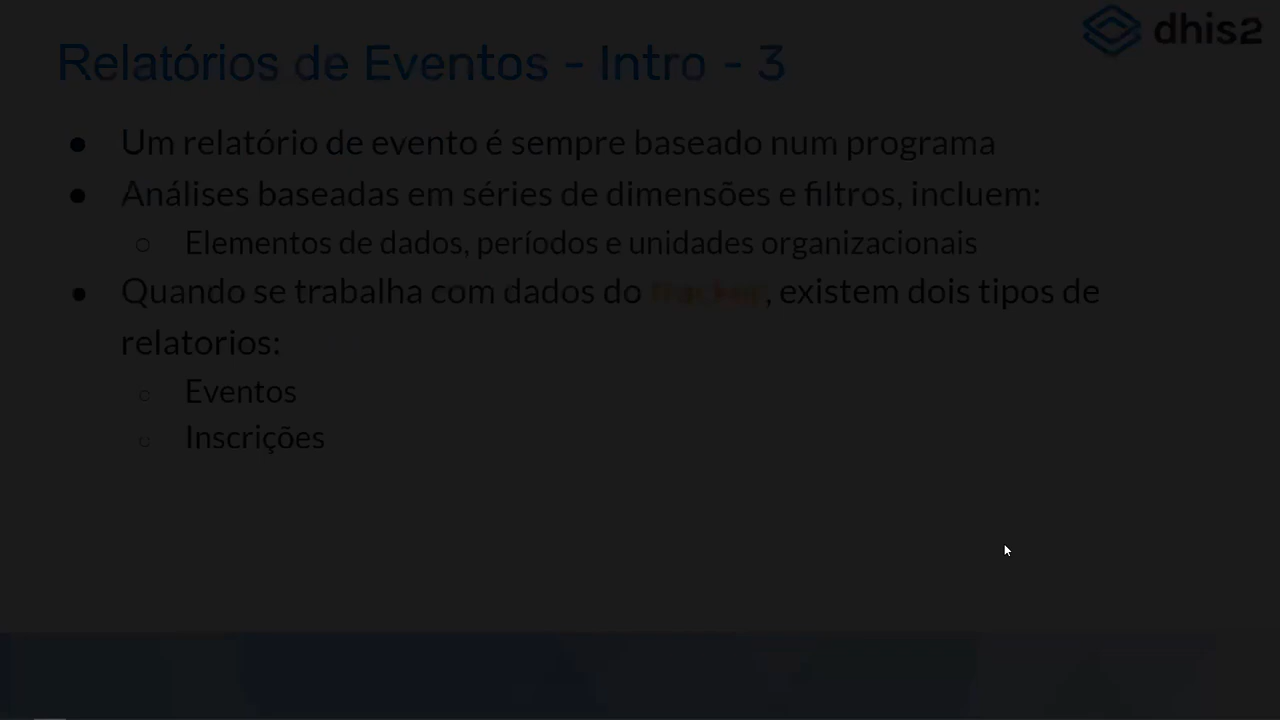 dhis2
Relatórios de Eventos - Intro - 3
● Um relatório de evento é sempre baseado num programa
● Análises baseadas em séries de dimensões e filtros, incluem:
○ Elementos de dados, períodos e unidades organizacionais
● Quando se trabalha com dados do tracker, existem dois tipos de
relatorios:
○ Eventos
○ Inscrições